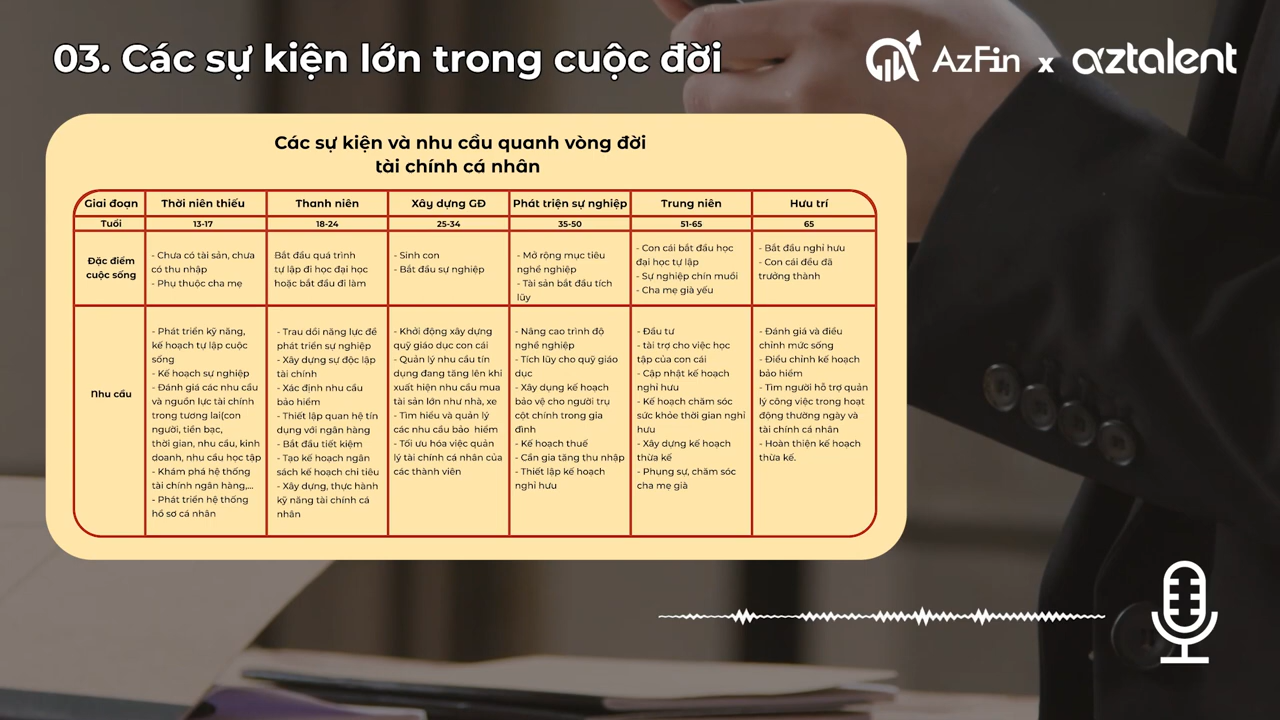 03. Các sự kiện lớn trong cuộc đời
AzFin x aztalent
Các sự kiện và nhu cầu quanh vòng đời
tài chính cá nhân
Giai đoạn
Thời niên thiếu
Thanh niên
Xây dựng GĐ
Phát triện sự nghiệp
Trung niên
Hưu trí
Tuổi
13-17
18-24
25-34
35-50
51-65
65
Đặc điểm
cuộc sống
- Chưa có tài sản, chưa
có thu nhập
- Phụ thuộc cha mẹ
Bắt đầu quá trình
tự lập đi học đại học
hoặc bắt đầu đi làm
- Sinh con
- Bắt đầu sự nghiệp
- Mở rộng mục tiêu
nghề nghiệp
- Tài sản bắt đầu tích
lũy
- Con cái bắt đầu học
đại học tự lập
- Sự nghiệp chín muồi
- Cha mẹ già yếu
- Bắt đầu nghỉ hưu
- Con cái đều đã
trưởng thành
Nhu cầu
- Phát triển kỹ năng,
kế hoạch tự lập cuộc
sống
- Kế hoạch sự nghiệp
- Đánh giá các nhu cầu
và nguồn lực tài chính
trong tương lai(con
người, tiền bạc,
thời gian, nhu cầu, kinh
doanh, nhu cầu học tập
- Khám phá hệ thống
tài chính ngân hàng,...
- Phát triển hệ thống
hồ sơ cá nhân
- Trau dồi năng lực để
phát triển sự nghiệp
- Xây dựng sự độc lập
tài chính
- Xác định nhu cầu
bảo hiểm
- Thiết lập quan hệ tín
dụng với ngân hàng
- Bắt đầu tiết kiệm
- Tạo kế hoạch ngân
sách kế hoạch chi tiêu
- Xây dựng, thực hành
kỹ năng tài chính cá
nhân
- Khởi động xây dựng
quỹ giáo dục con cái
- Quản lý nhu cầu tín
dụng đang tăng lên khi
xuất hiện nhu cầu mua
tài sản lớn như nhà, xe
- Tìm hiểu và quản lý
các nhu cầu bảo hiểm
- Tối ưu hóa việc quản
lý tài chính cá nhân của
các thành viên
- Nâng cao trình độ
nghề nghiệp
- Tích lũy cho quỹ giáo
dục
- Xây dựng kế hoạch
bảo vệ cho người trụ
cột chính trong gia
đình
- Kế hoạch thuế
- Cần gia tăng thu nhập
- Thiết lập kế hoạch
nghỉ hưu
- Đầu tư
- tài trợ cho việc học
tập của con cái
- Cập nhật kế hoạch
nghỉ hưu
- Kế hoạch chăm sóc
sức khỏe thời gian nghỉ
hưu
- Xây dựng kế hoạch
thừa kế
- Phụng sự, chăm sóc
cha mẹ già
- Đánh giá và điều
chỉnh mức sống
- Điều chỉnh kế hoạch
bảo hiểm
- Tìm người hỗ trợ quản
lý công việc trong hoạt
động thường ngày và
tài chính cá nhân
- Hoàn thiện kế hoạch
thừa kế.